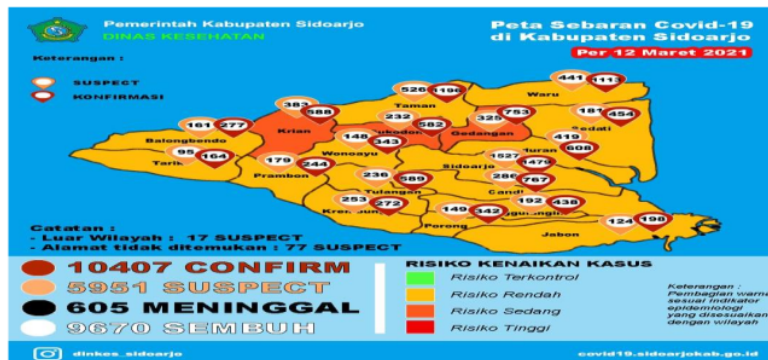 Pemerintah Kabupaten Sidoarjo
DINAS KESEHATAN
Peta Sebaran Covid-19
di Kabupaten Sidoarjo
Per 12 Maret 2021
Keterangan :
SUSPECT
KONFIRMASI
441 1113
Waru
526 1196
Taman
383 588
Krian
232 582
325 753
Gedangan
181 454
Sedati
161 277
Balongbendo
148 343
Wonoayu
419 608
95 164
Tarik
179 244
Prambon
1527 1479
Sidoarjo
236 589
Tulangan
286 767
Candi
253 272
192 438
149 342
Porong
124 198
Jabon
Catatan :
- Luar Wilayah : 17 SUSPECT
- Alamat tidak ditemukan : 77 SUSPECT
10407 CONFIRM
5951 SUSPECT
605 MENINGGAL
9670 SEMBUH
RISIKO KENAIKAN KASUS
Risiko Terkontrol
Risiko Rendah
Risiko Sedang
Risiko Tinggi
Keterangan :
Pembagian warna
sesuai indikator
epidemiologi
yang disesuaikan
dengan wilayah
dinkes_sidoarjo
covid19.sidoarjokab.go.id